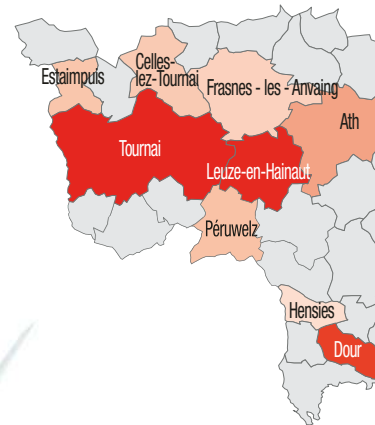 Celles-
lez-Tournai
Estaimpuis
Frasnes - les - Anvaing
Ath
Tournai
Leuze-en-Hainaut
Péruwelz
Hensies
Dour